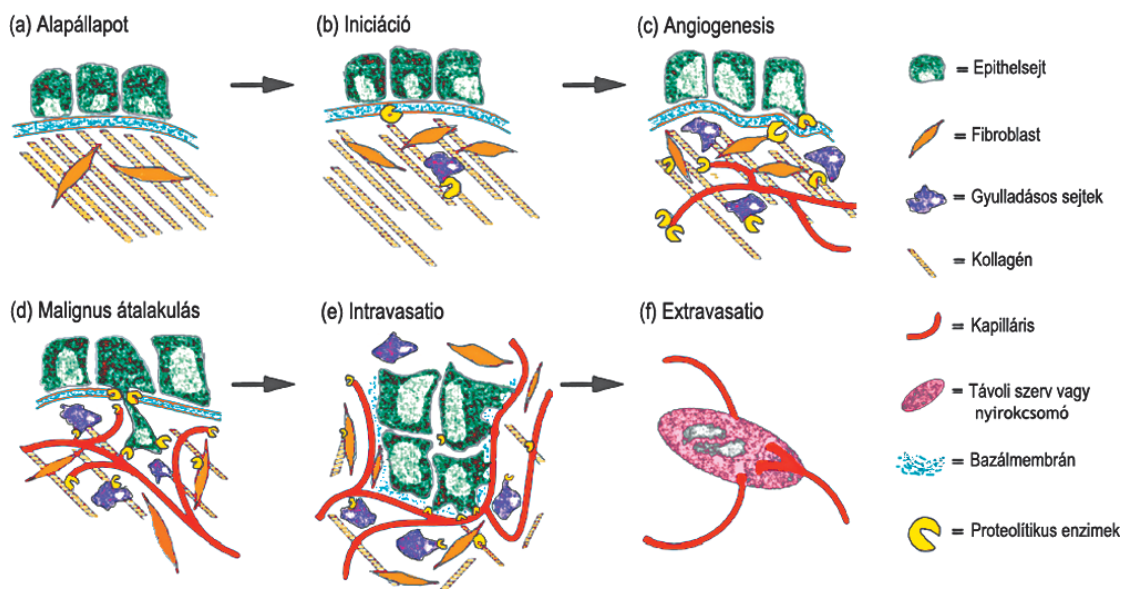 (a) Alapállapot
(b) Iniciáció
(c) Angiogenesis
= Epithelsejt
= Fibroblast
= Gyulladásos sejtek
= Kollagén
(d) Malignus átalakulás
(e) Intravasatio
(f) Extravasatio
= Kapilláris
= Távoli szerv vagy
nyirokcsomó
= Bazálmembrán
= Proteolítikus enzimek